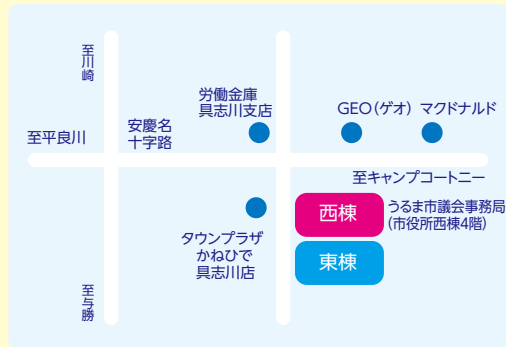 至川崎
労働金庫
具志川支店
GEO(ゲオ)
マクドナルド
至平良川
安慶名
十字路
至キャンプコートニー
西棟
うるま市議会事務局
(市役所西棟4階)
タウンプラザ
かねひで
具志川店
東棟
至与勝